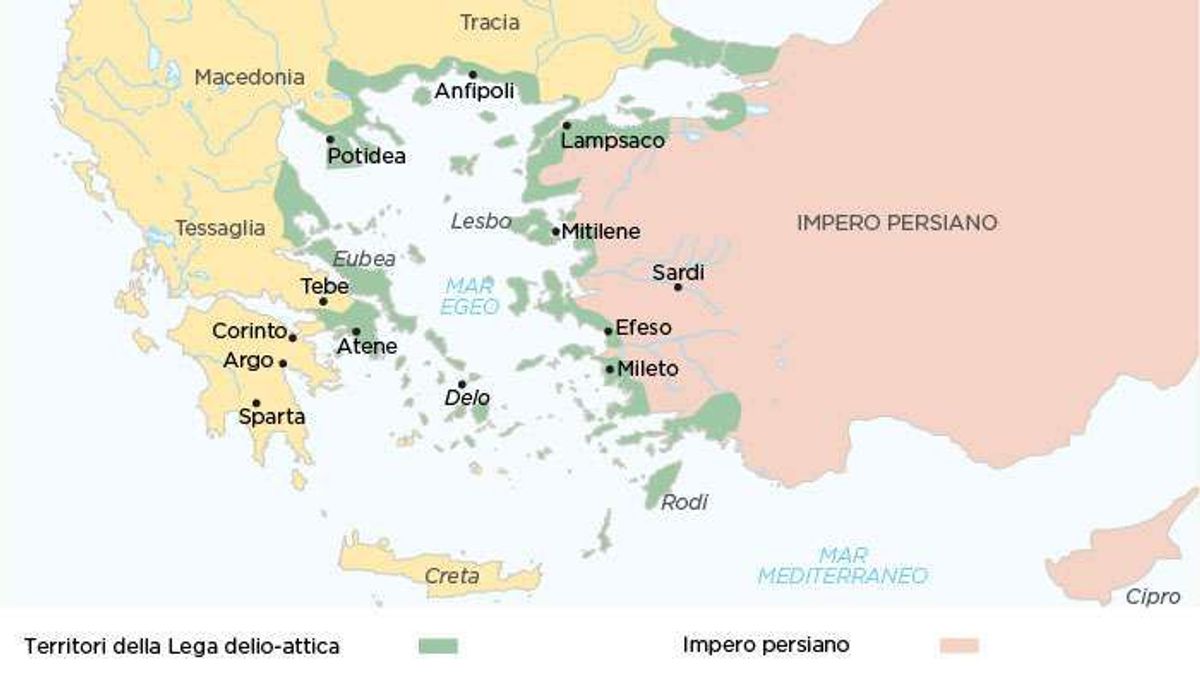 Tracia
Macedonia
Anfipoli
Lampsaco
Potidea
Tessaglia
Lesbo
Mitilene
IMPERO PERSIANO
Eubea
Sardi
Tebe
MAR
EGEO
Corinto
Efeso
Atene
Argo
Mileto
Delo
Sparta
Rodi
MAR
MEDITERRANEO
Creta
Cipro
Territori della Lega delio-attica
Impero persiano